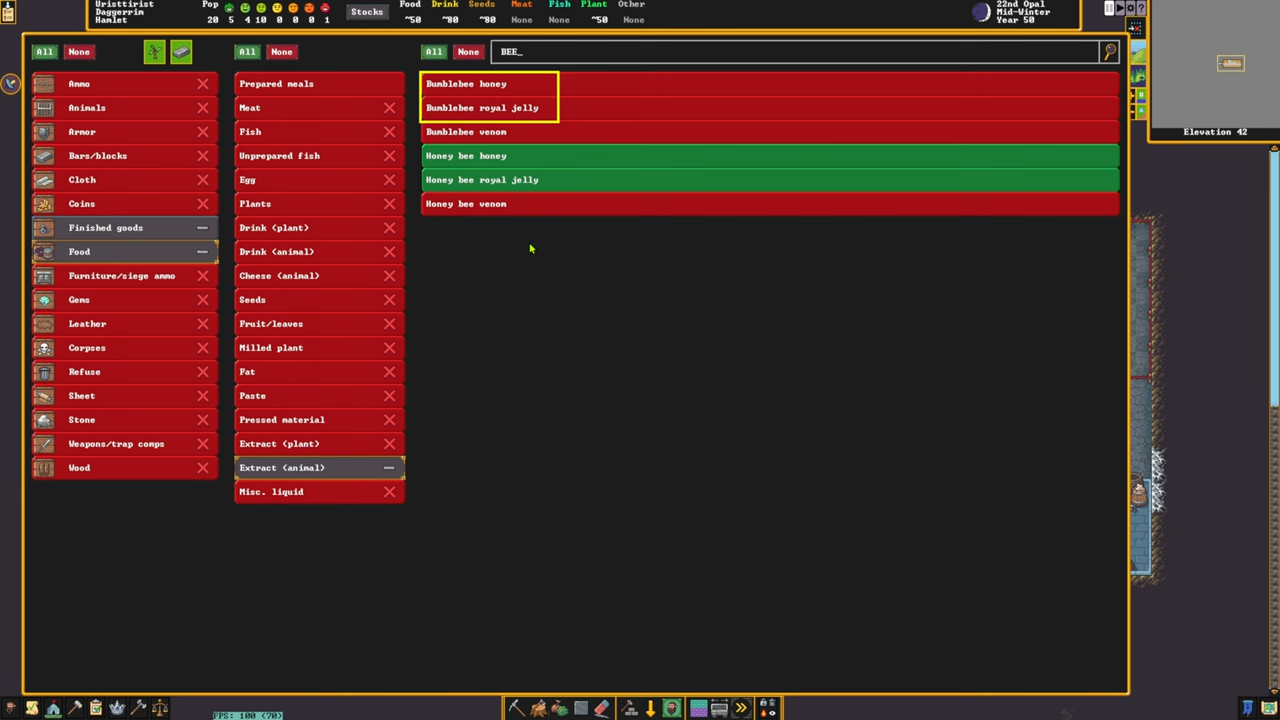 Uristtirist
Daggerrim
Hamlet
Pop
20 5 4 10 0 0 0 1
Stocks
Food Drink Seeds Meat Fish Plant Other
~50 ~80 ~80 None None ~50 None
22nd Opal
Mid-Winter
Year 50
Elevation 42
All None
All None
All None
BEE_
Ammo
Animals
Armor
Bars/blocks
Cloth
Coins
Finished goods
Food
Furniture/siege ammo
Gems
Leather
Corpses
Refuse
Sheet
Stone
Weapons/trap comps
Wood
Prepared meals
Meat
Fish
Unprepared fish
Egg
Plants
Drink (plant)
Drink (animal)
Cheese (animal)
Seeds
Fruit/leaves
Milled plant
Fat
Paste
Pressed material
Extract (plant)
Extract (animal)
Misc. liquid
Bumblebee honey
Bumblebee royal jelly
Bumblebee venom
Honey bee honey
Honey bee royal jelly
Honey bee venom
FPS: 100 (70)